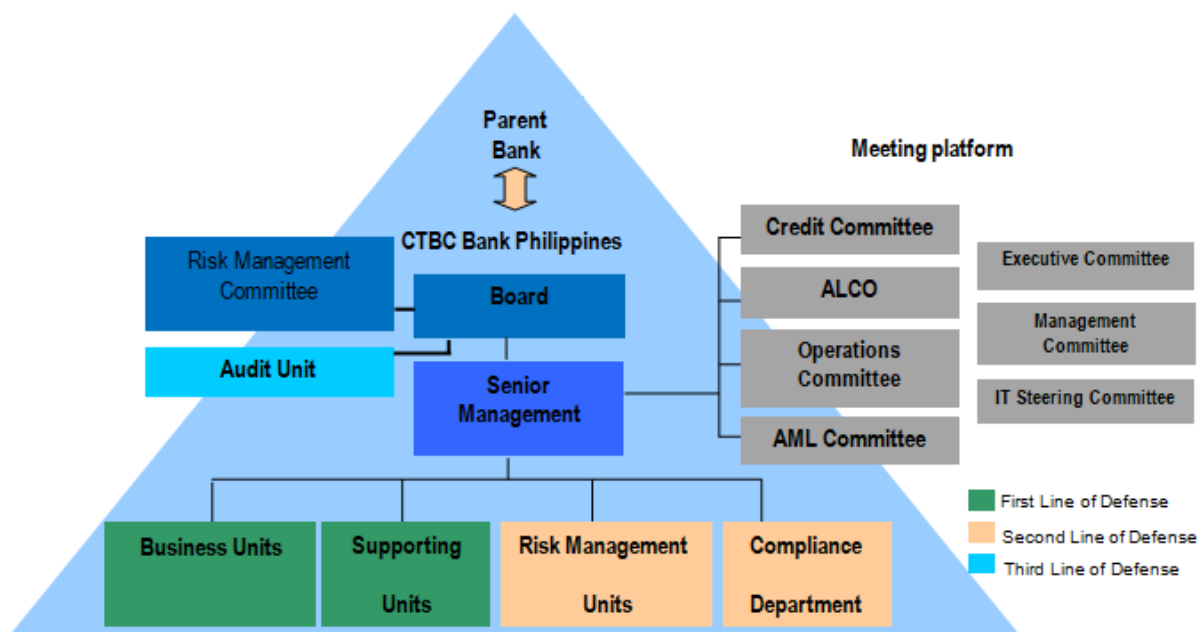 Parent
Bank
Meeting platform
CTBC Bank Philippines
Risk Management
Committee
Board
Audit Unit
Senior
Management
Credit Committee
ALCO
Operations
Committee
AML Committee
Executive Committee
Management
Committee
IT Steering Committee
Business Units
Supporting
Units
Risk Management
Units
Compliance
Department
First Line of Defense
Second Line of Defense
Third Line of Defense